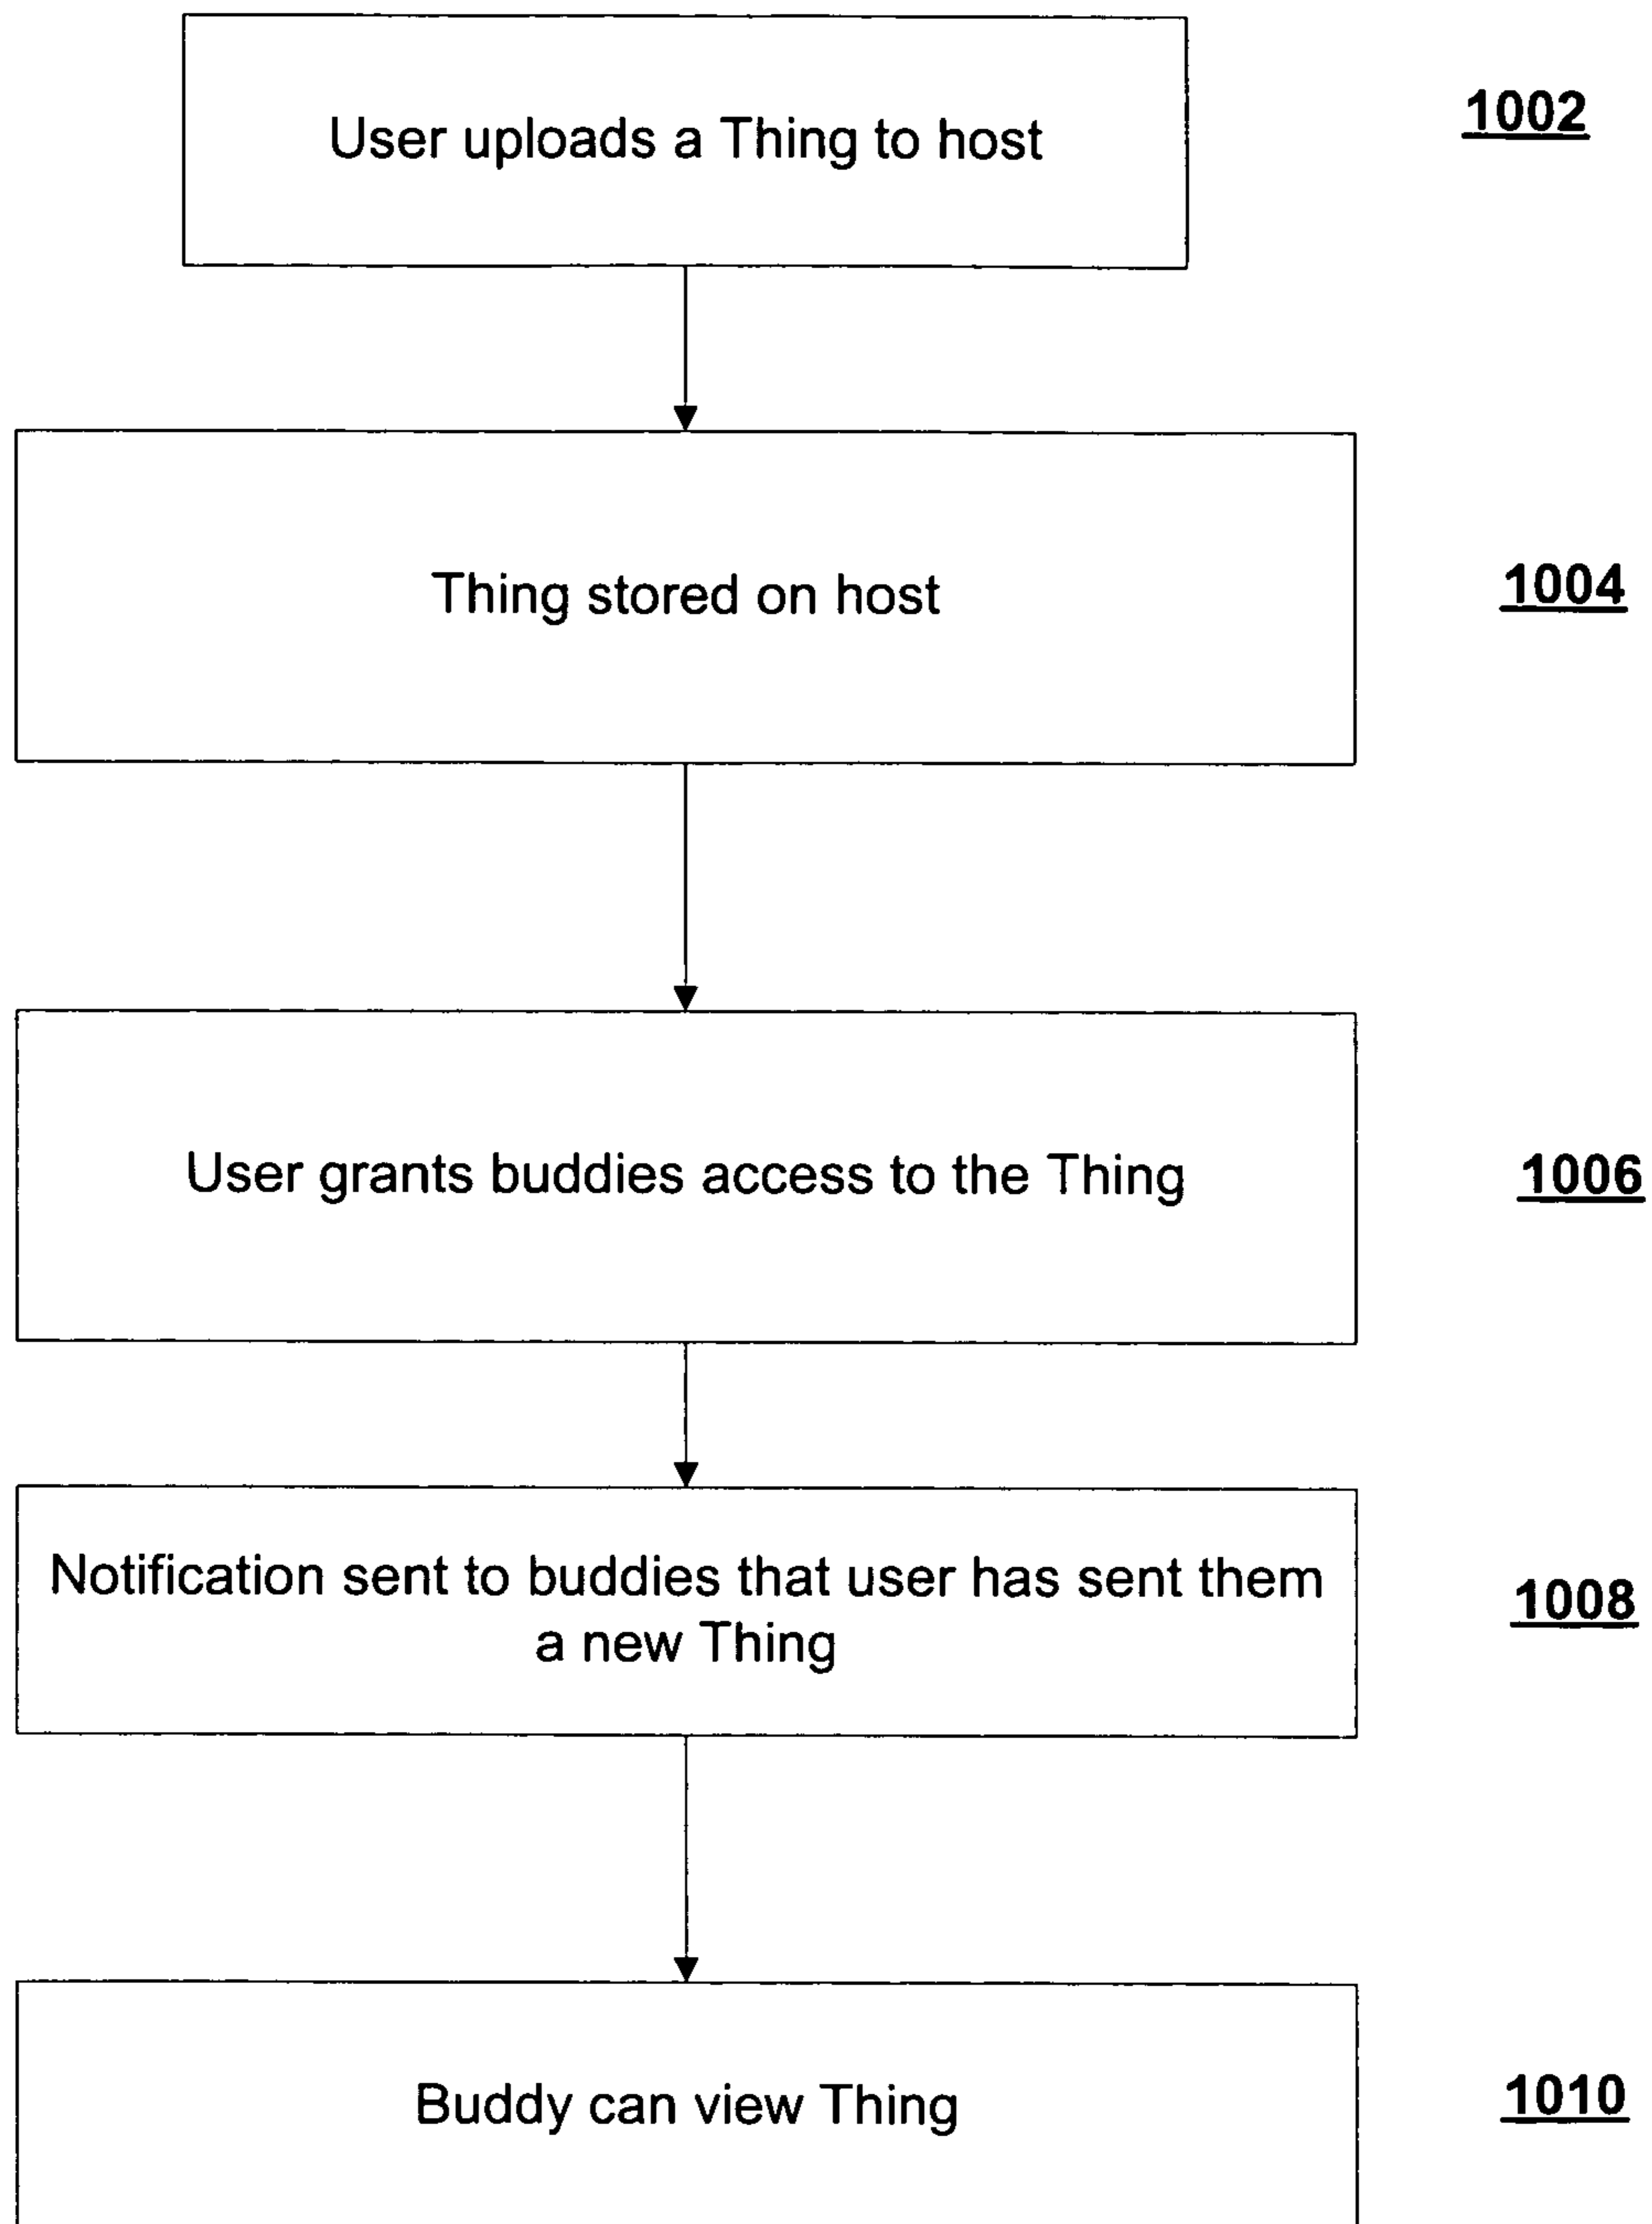 User uploads a Thing to host
1002
Thing stored on host
1004
User grants buddies access to the Thing
1006
Notification sent to buddies that user has sent them
a new Thing
1008
Buddy can view Thing
1010